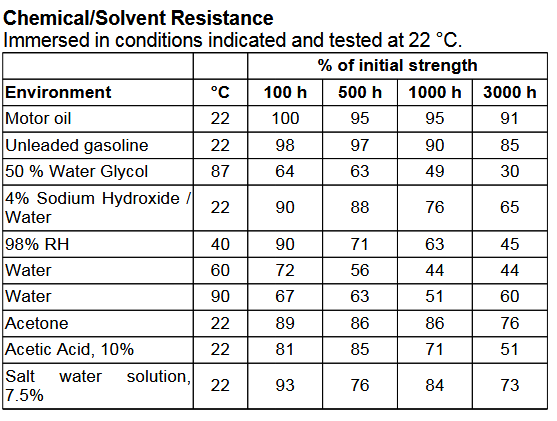 Chemical/Solvent Resistance
Immersed in conditions indicated and tested at 22 °C.
% of initial strength
Environment °C 100 h 500 h 1000 h 3000 h
Motor oil 22 100 95 95 91
Unleaded gasoline 22 98 97 90 85
50 % Water Glycol 87 64 63 49 30
4% Sodium Hydroxide /
Water 22 90 88 76 65
98% RH 40 90 71 63 45
Water 60 72 56 44 44
Water 90 67 63 51 60
Acetone 22 89 86 86 76
Acetic Acid, 10% 22 81 85 71 51
Salt water solution,
7.5% 22 93 76 84 73